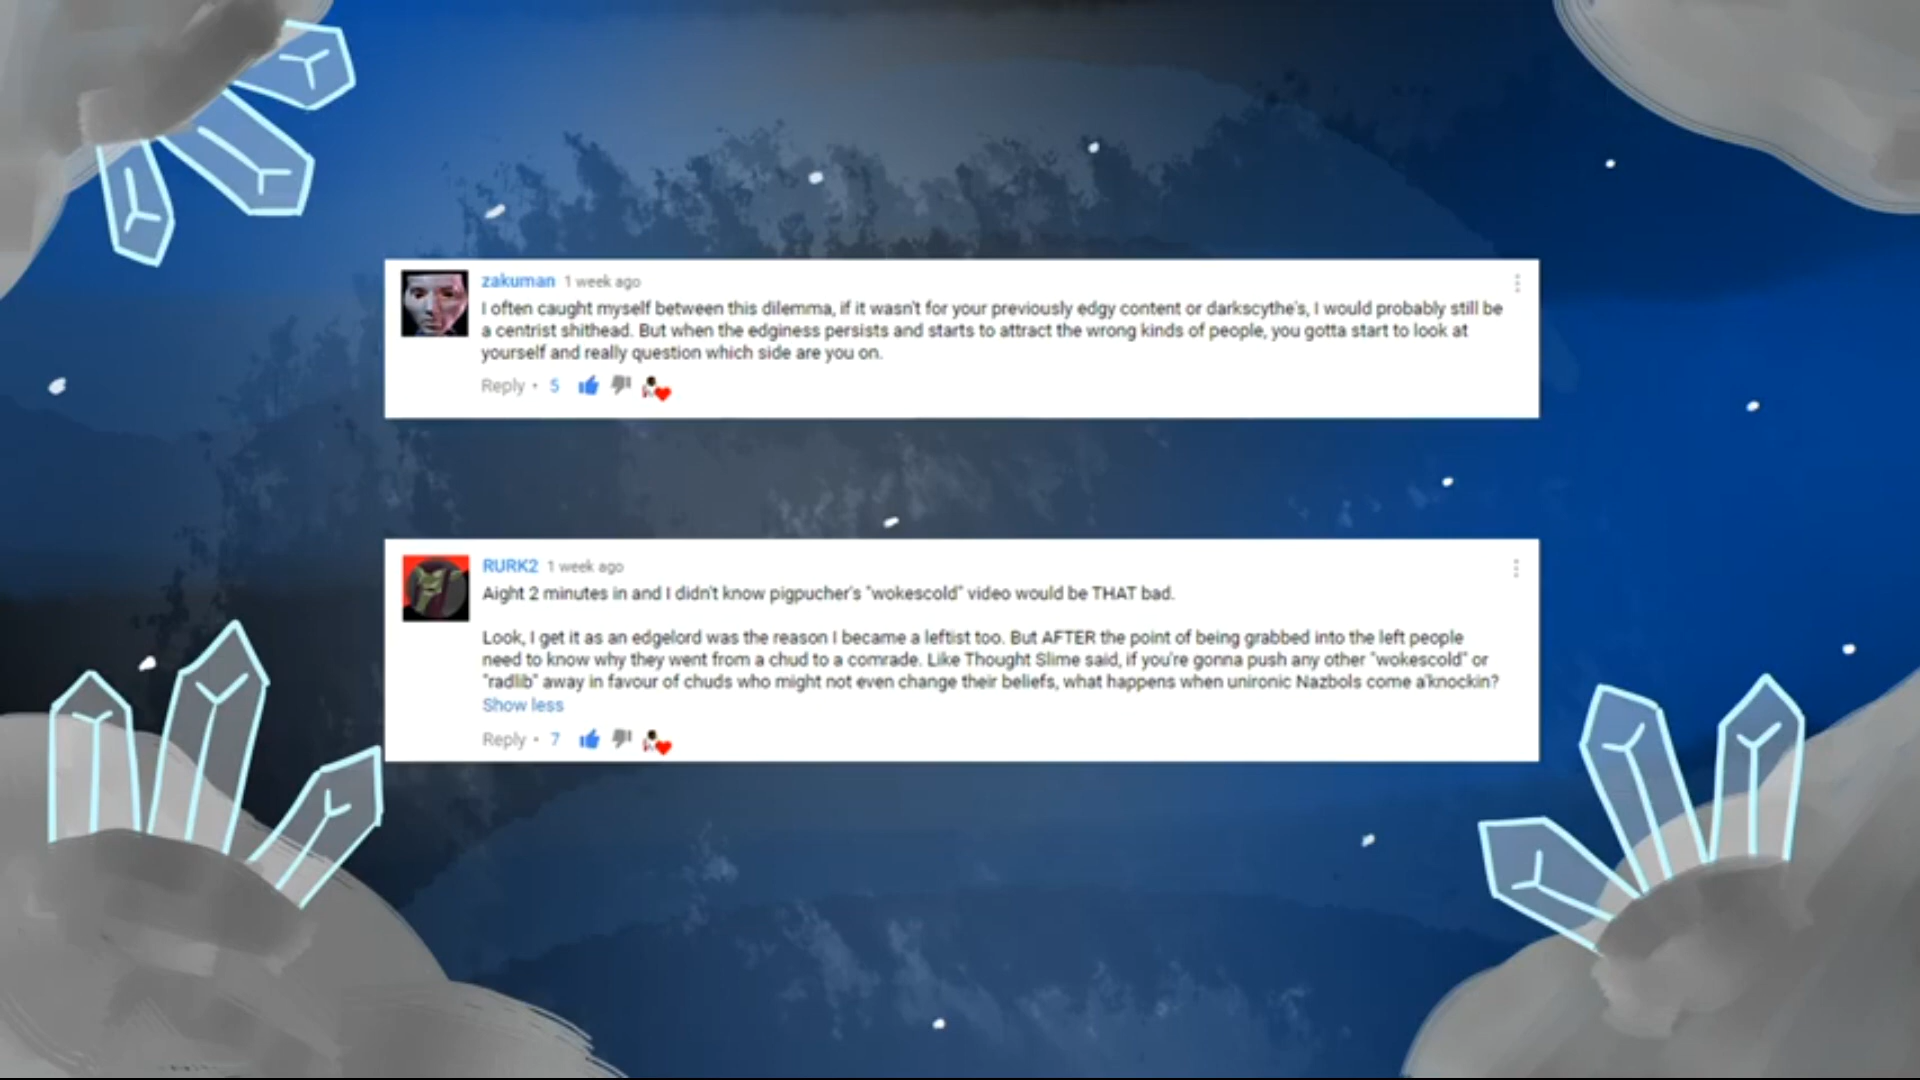 zakuman 1 week ago
I often caught myself between this dilemma, if it wasn't for your previously edgy content or darkscythe's, I would probably still be
a centrist shithead. But when the edginess persists and starts to attract the wrong kinds of people, you gotta start to look at
yourself and really question which side are you on.
Reply • 5
RURK2 1 week ago
Aight 2 minutes in and I didn't know pigpucher's "wokescold" video would be THAT bad.
Look, I get it as an edgelord was the reason I became a leftist too. But AFTER the point of being grabbed into the left people
need to know why they went from a chud to a comrade. Like Thought Slime said, if you're gonna push any other "wokescold" or
"radlib" away in favour of chuds who might not even change their beliefs, what happens when unironic Nazbols come a'knockin?
Show less
Reply • 7